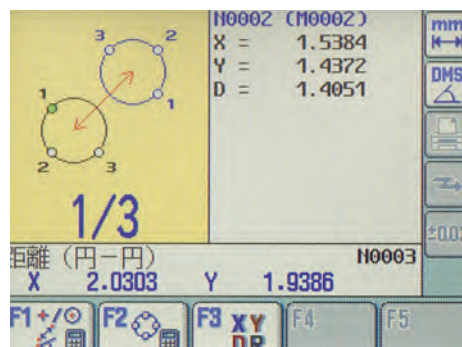 N0002 (M0002)
X = 1.5384
Y = 1.4372
D = 1.4051
3 2
1
1
2 3
1/3
mm
DMS
距離 (円－円) N0003
X 2.0303 Y 1.9386
F1 +/ F2 F3 XY F4 F5
DR